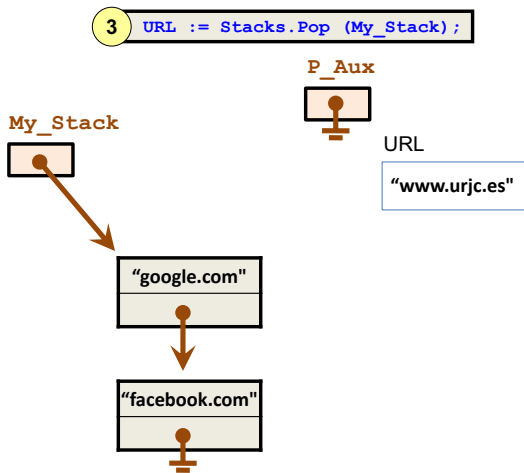 3 URL := Stacks.Pop (My_Stack);
P_Aux
My_Stack
URL
“www.urjc.es"
“google.com"
“facebook.com"